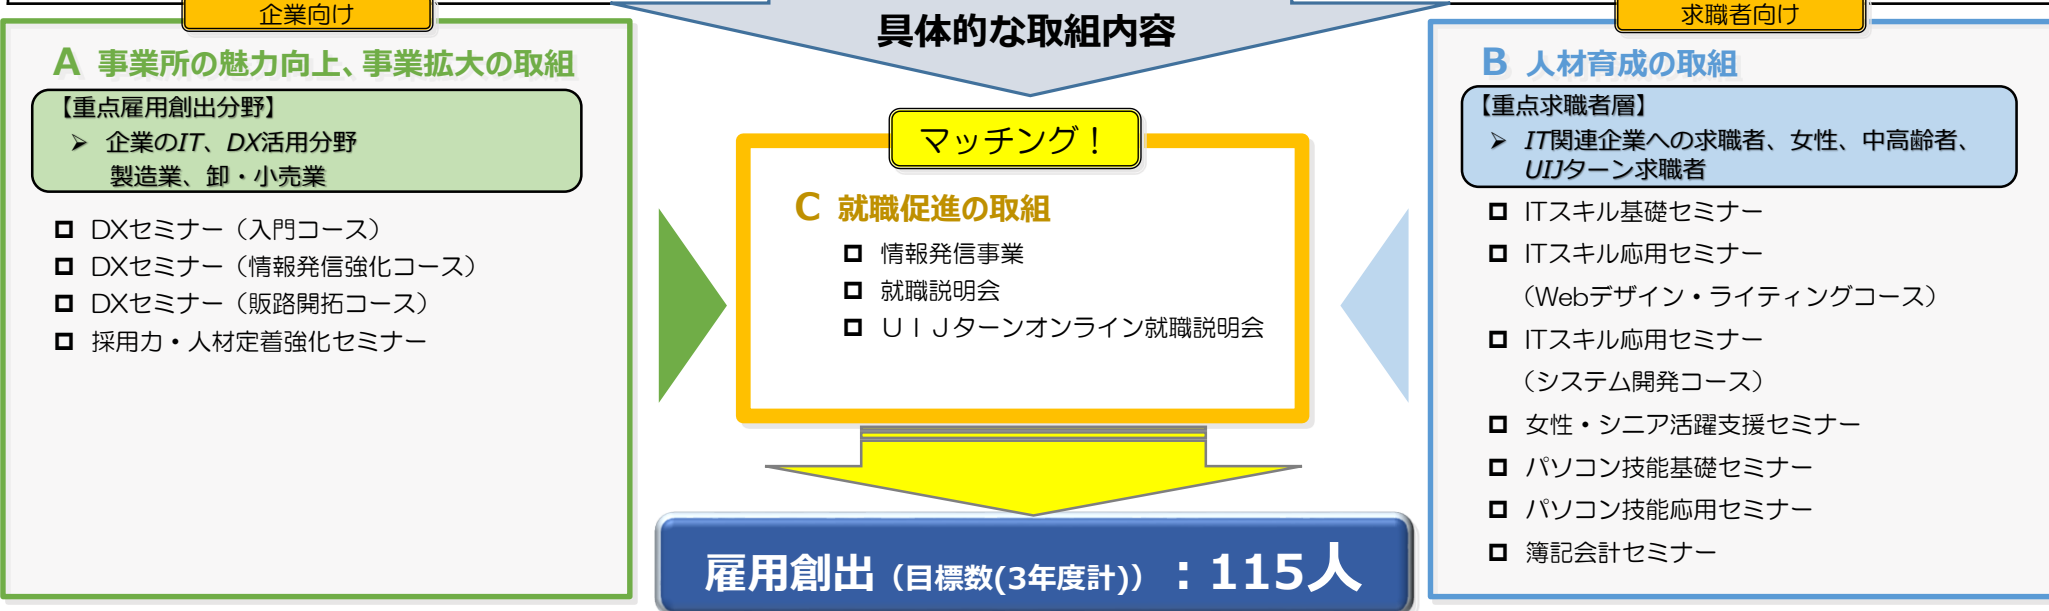 具体的な取組内容
企業向け
A 事業所の魅力向上、事業拡大の取組
【重点雇用創出分野】
➢ 企業のIT、DX活用分野
製造業、卸・小売業
DXセミナー（入門コース）
DXセミナー（情報発信強化コース）
DXセミナー（販路開拓コース）
採用力・人材定着強化セミナー
マッチング！
C 就職促進の取組
情報発信事業
就職説明会
ＵＩＪターンオンライン就職説明会
求職者向け
B 人材育成の取組
【重点求職者層】
➢ IT関連企業への求職者、女性、中高齢者、
UIJターン求職者
ITスキル基礎セミナー
ITスキル応用セミナー
（Webデザイン・ライティングコース）
ITスキル応用セミナー
（システム開発コース）
女性・シニア活躍支援セミナー
パソコン技能基礎セミナー
パソコン技能応用セミナー
簿記会計セミナー
雇用創出（目標数(3年度計)）：115人